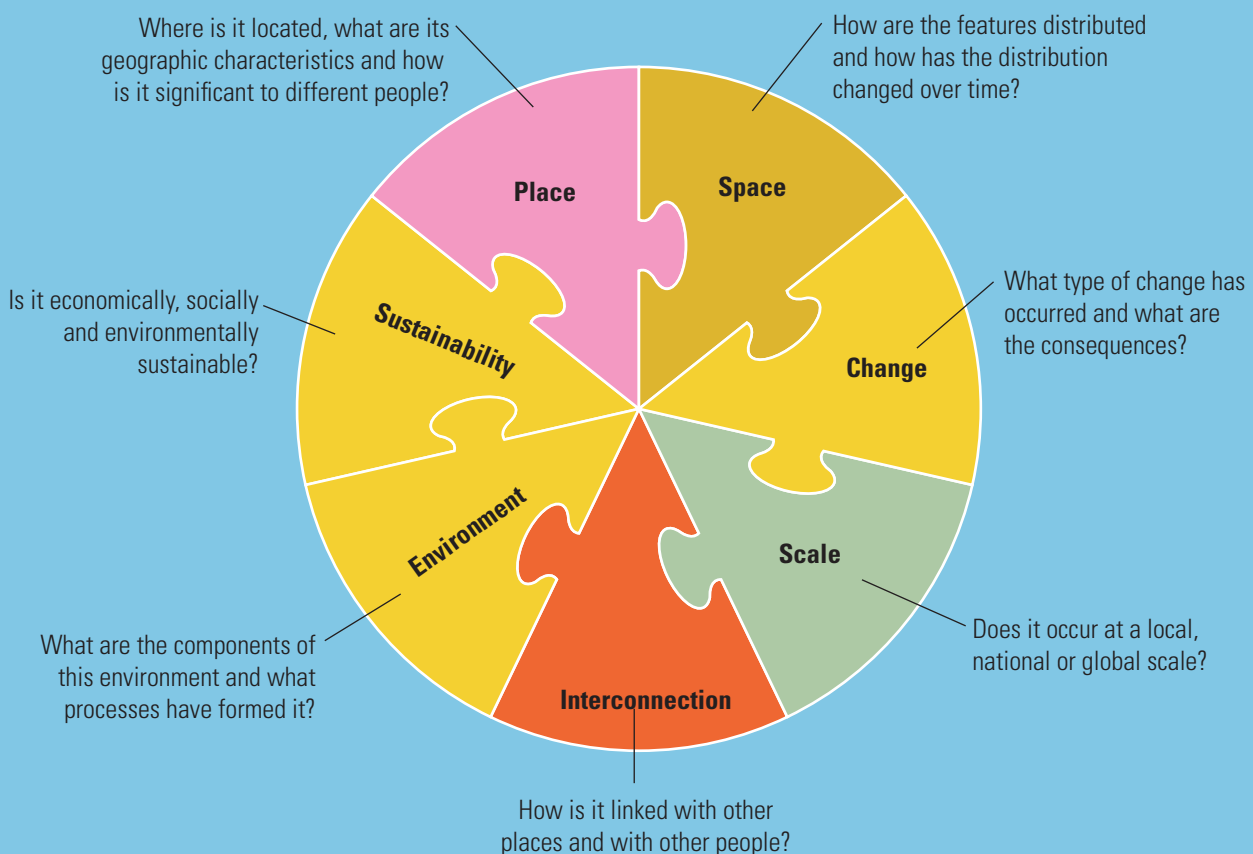 Where is it located, what are its
geographic characteristics and how
is it significant to different people?
How are the features distributed
and how has the distribution
changed over time?
Place
Space
Is it economically, socially
and environmentally
sustainable?
Sustainability
What type of change has
occurred and what are
the consequences?
Change
Environment
Scale
What are the components of
this environment and what
processes have formed it?
Does it occur at a local,
national or global scale?
Interconnection
How is it linked with other
places and with other people?